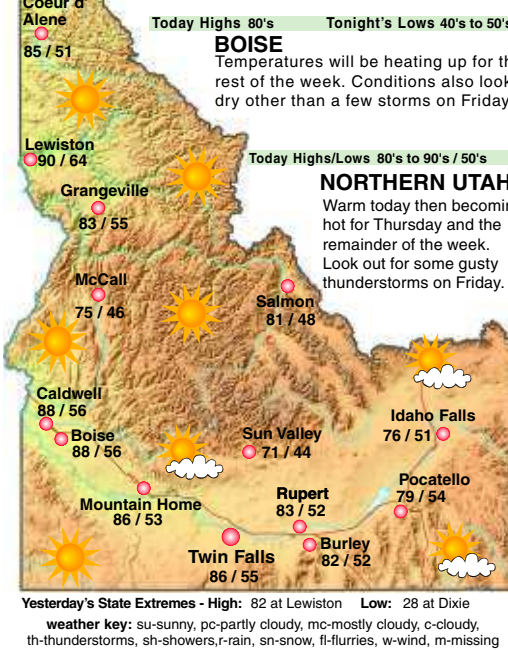 Coeur d'
Alene
85 / 51
Today Highs 80's Tonight's Lows 40's to 50's
BOISE
Temperatures will be heating up for th
rest of the week. Conditions also look
dry other than a few storms on Friday
Lewiston
90 / 64
Today Highs/Lows 80's to 90's / 50's
NORTHERN UTAH
Warm today then becomin
hot for Thursday and the
remainder of the week.
Look out for some gusty
thunderstorms on Friday.
Grangeville
83 / 55
McCall
75 / 46
Salmon
81 / 48
Caldwell
88 / 56
Boise
88 / 56
Sun Valley
71 / 44
Idaho Falls
76 / 51
Mountain Home
86 / 53
Rupert
83 / 52
Pocatello
79 / 54
Twin Falls
86 / 55
Burley
82 / 52
Yesterday's State Extremes - High: 82 at Lewiston Low: 28 at Dixie
weather key: su-sunny, pc-partly cloudy, mc-mostly cloudy, c-cloudy,
th-thunderstorms, sh-showers,r-rain, sn-snow, fl-flurries, w-wind, m-missing